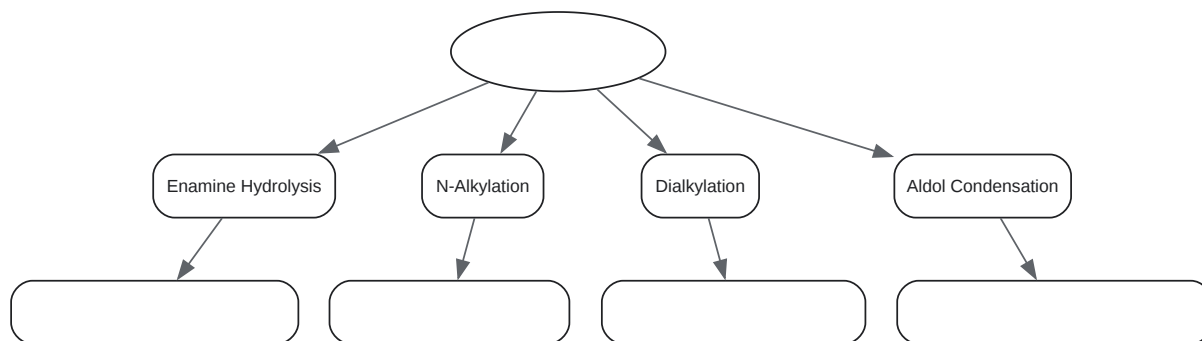 Enamine Hydrolysis
N-Alkylation
Dialkylation
Aldol Condensation